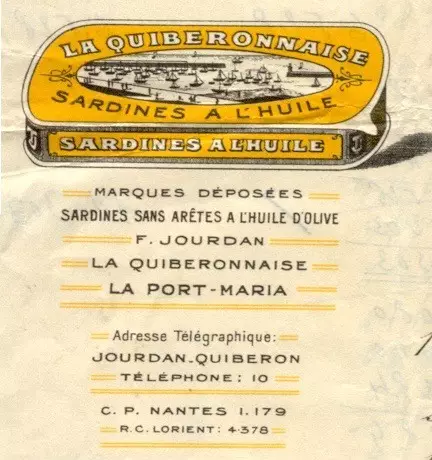 LA QUIBERONNAISE
SARDINES A L'HUILE
J SARDINES A L'HUILE J
MARQUES DÉPOSÉES
SARDINES SANS ARÊTES A L'HUILE D'OLIVE
F. JOURDAN
LA QUIBERONNAISE
LA PORT-MARIA
Adresse Télégraphique:
JOURDAN-QUIBERON
TÉLÉPHONE: 10
C. P. NANTES 1.179
R.C. LORIENT: 4.378